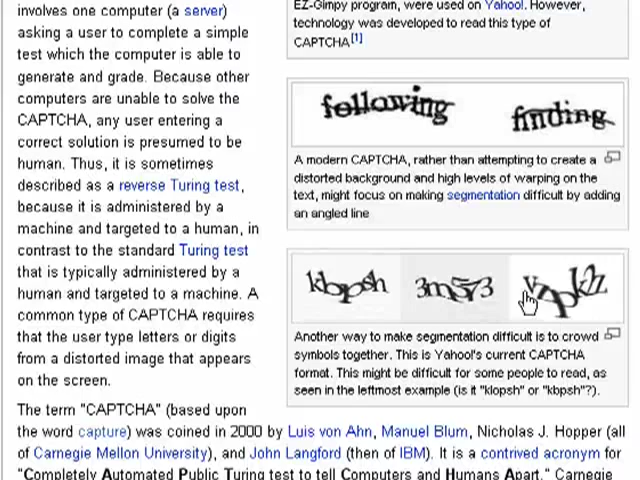 involves one computer (a server)
asking a user to complete a simple
test which the computer is able to
generate and grade. Because other
computers are unable to solve the
CAPTCHA, any user entering a
correct solution is presumed to be
human. Thus, it is sometimes
described as a reverse Turing test,
because it is administered by a
machine and targeted to a human, in
contrast to the standard Turing test
that is typically administered by a
human and targeted to a machine. A
common type of CAPTCHA requires
that the user type letters or digits
from a distorted image that appears
on the screen.
EZ-Gimpy program, were used on Yahoo!. However,
technology was developed to read this type of
CAPTCHA[1]
following finding
A modern CAPTCHA, rather than attempting to create a
distorted background and high levels of warping on the
text, might focus on making segmentation difficult by adding
an angled line
Another way to make segmentation difficult is to crowd
symbols together. This is Yahoo!'s current CAPTCHA
format. This might be difficult for some people to read, as
seen in the leftmost example (is it "klopsh" or "kbpsh"?).
The term "CAPTCHA" (based upon
the word capture) was coined in 2000 by Luis von Ahn, Manuel Blum, Nicholas J. Hopper (all
of Carnegie Mellon University), and John Langford (then of IBM). It is a contrived acronym for
"Completely Automated Public Turing test to tell Computers and Humans Apart." Carnegie